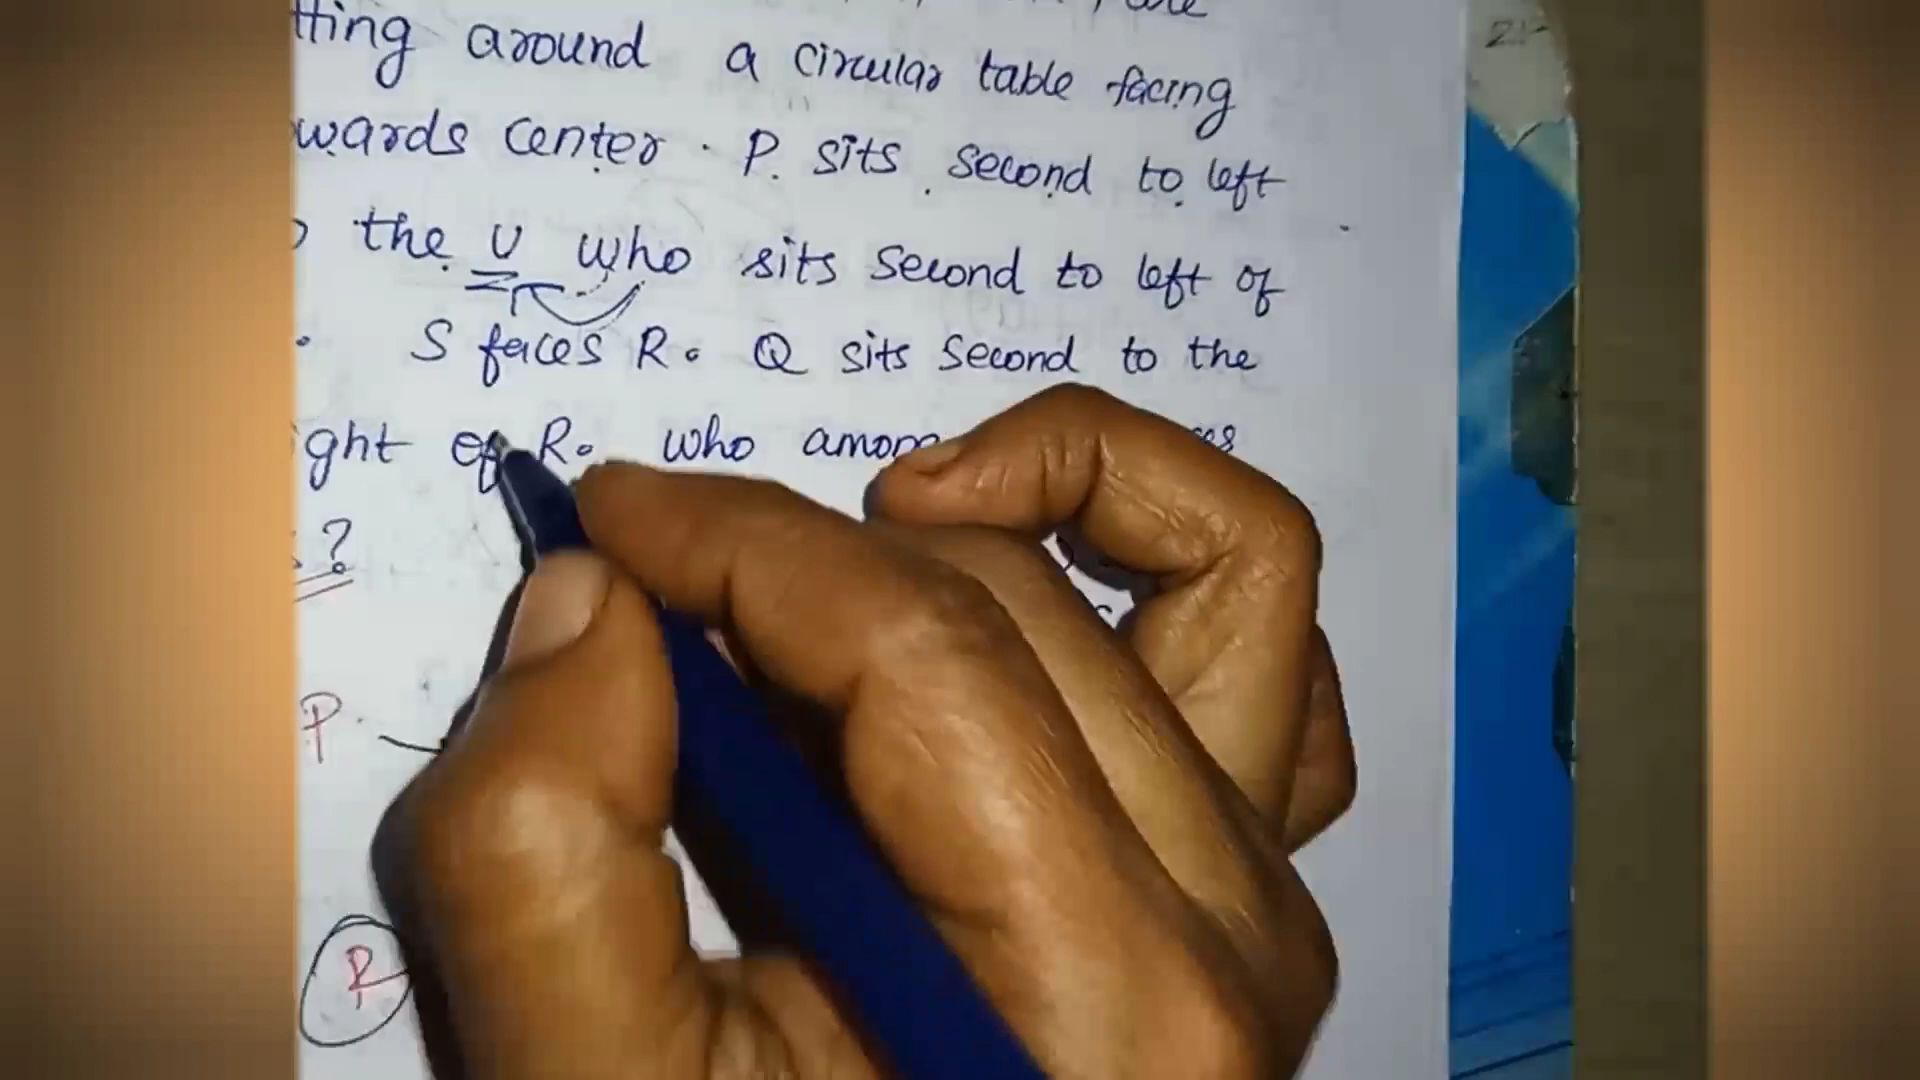 tting around a circular table facing
wards center. P. sits second to left
the U who sits second to left of
S faces R. Q sits second to the
ight of R. who among
?
P
R